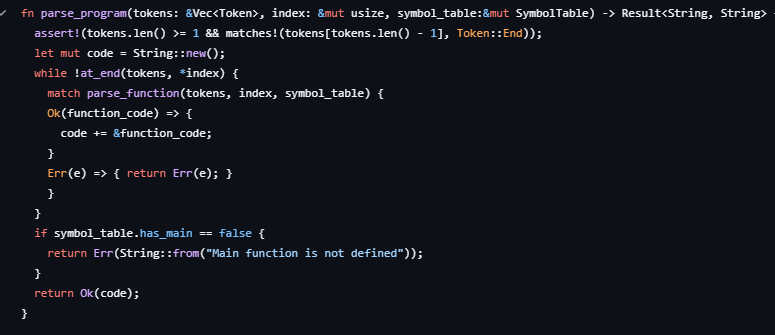 fn parse_program(tokens: &Vec<Token>, index: &mut usize, symbol_table:&mut SymbolTable) -> Result<String, String>
  assert!(tokens.len() >= 1 && matches!(tokens[tokens.len() - 1], Token::End));
  let mut code = String::new();
  while !at_end(tokens, *index) {
    match parse_function(tokens, index, symbol_table) {
    Ok(function_code) => {
      code += &function_code;
    }
    Err(e) => { return Err(e); }
    }
  }
  if symbol_table.has_main == false {
    return Err(String::from("Main function is not defined"));
  }
  return Ok(code);
}